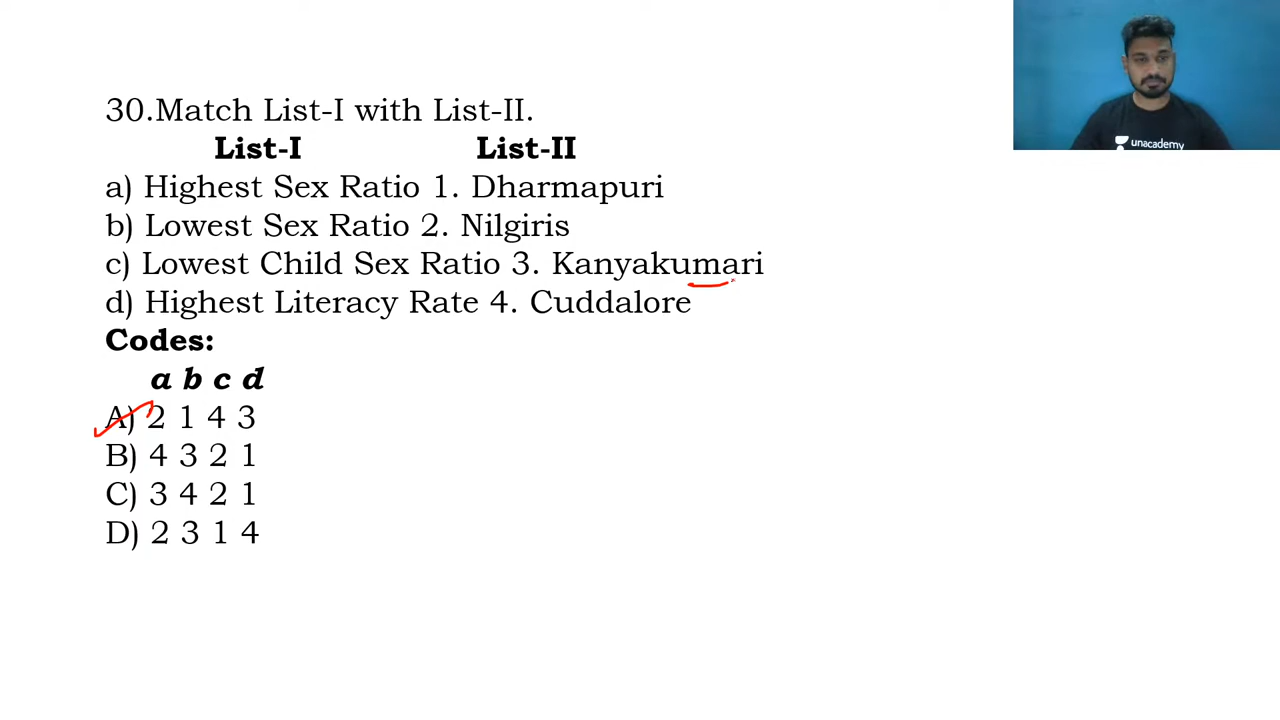 30.Match List-I with List-II.
List-I List-II
a) Highest Sex Ratio 1. Dharmapuri
b) Lowest Sex Ratio 2. Nilgiris
c) Lowest Child Sex Ratio 3. Kanyakumari
d) Highest Literacy Rate 4. Cuddalore
Codes:
a b c d
A) 2 1 4 3
B) 4 3 2 1
C) 3 4 2 1
D) 2 3 1 4
unacademy